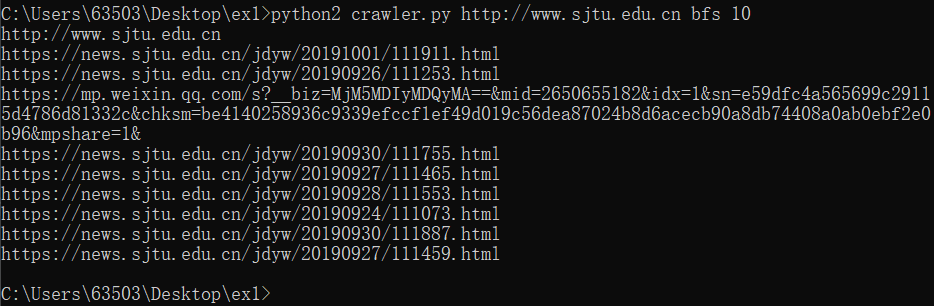 C:\Users\63503\Desktop\ex1>python2 crawler.py http://www.sjtu.edu.cn bfs 10
http://www.sjtu.edu.cn
https://news.sjtu.edu.cn/jdyw/20191001/111911.html
https://news.sjtu.edu.cn/jdyw/20190926/111253.html
https://mp.weixin.qq.com/s?__biz=MjM5MDIyMDQyMA==&mid=2650655182&idx=1&sn=e59dfc4a565699c2911
5d4786d81332c&chksm=be4140258936c9339efccf1ef49d019c56dea87024b8d6acecb90a8db74408a0ab0ebf2e0
b96&mpshare=1&
https://news.sjtu.edu.cn/jdyw/20190930/111755.html
https://news.sjtu.edu.cn/jdyw/20190927/111465.html
https://news.sjtu.edu.cn/jdyw/20190928/111553.html
https://news.sjtu.edu.cn/jdyw/20190924/111073.html
https://news.sjtu.edu.cn/jdyw/20190930/111887.html
https://news.sjtu.edu.cn/jdyw/20190927/111459.html
C:\Users\63503\Desktop\ex1>